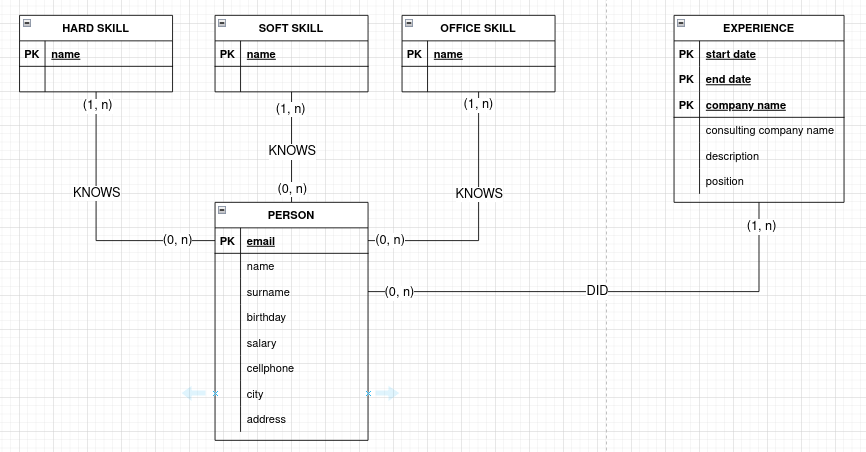 HARD SKILL
PK name
(1, n)
KNOWS
(0, n)
SOFT SKILL
PK name
(1, n)
KNOWS
(0, n)
OFFICE SKILL
PK name
(1, n)
KNOWS
(0, n)
EXPERIENCE
PK start date
PK end date
PK company name
consulting company name
description
position
(1, n)
DID
(0, n)
PERSON
PK email
name
surname
birthday
salary
cellphone
city
address